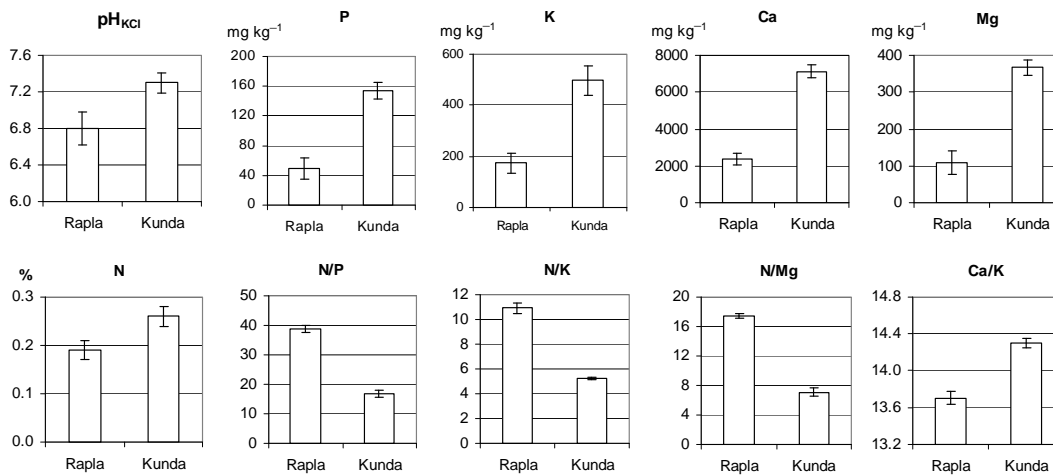 pH_KCl
7.6
7.2
6.8
6.4
6.0
Rapla Kunda
P
mg kg⁻¹
200
160
120
80
40
0
Rapla Kunda
K
mg kg⁻¹
600
400
200
0
Rapla Kunda
Ca
mg kg⁻¹
8000
6000
4000
2000
0
Rapla Kunda
Mg
mg kg⁻¹
400
300
200
100
0
Rapla Kunda
N
%
0.3
0.2
0.1
0.0
Rapla Kunda
N/P
50
40
30
20
10
0
Rapla Kunda
N/K
12
10
8
6
4
2
0
Rapla Kunda
N/Mg
20
16
12
8
4
0
Rapla Kunda
Ca/K
14.8
14.4
14.0
13.6
13.2
Rapla Kunda